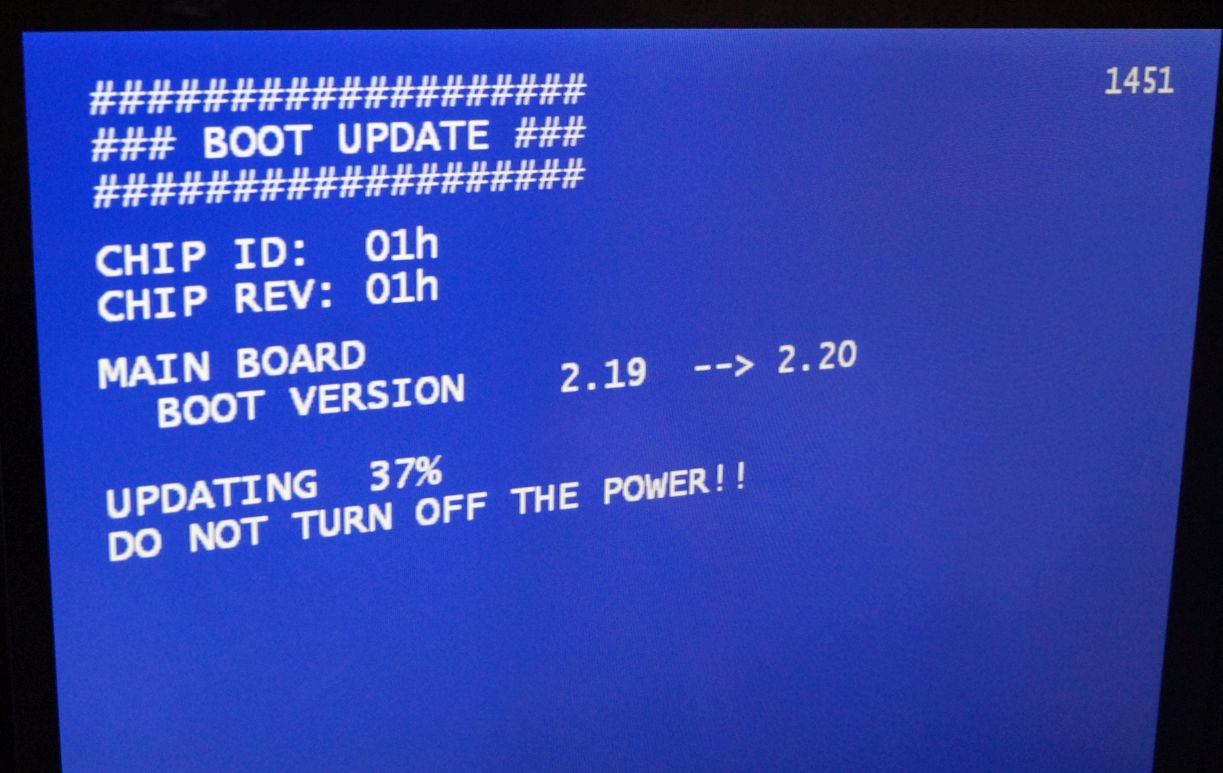 ################### 1451
### BOOT UPDATE ###
###################
CHIP ID: 01h
CHIP REV: 01h
MAIN BOARD
BOOT VERSION 2.19 --> 2.20
UPDATING 37%
DO NOT TURN OFF THE POWER!!